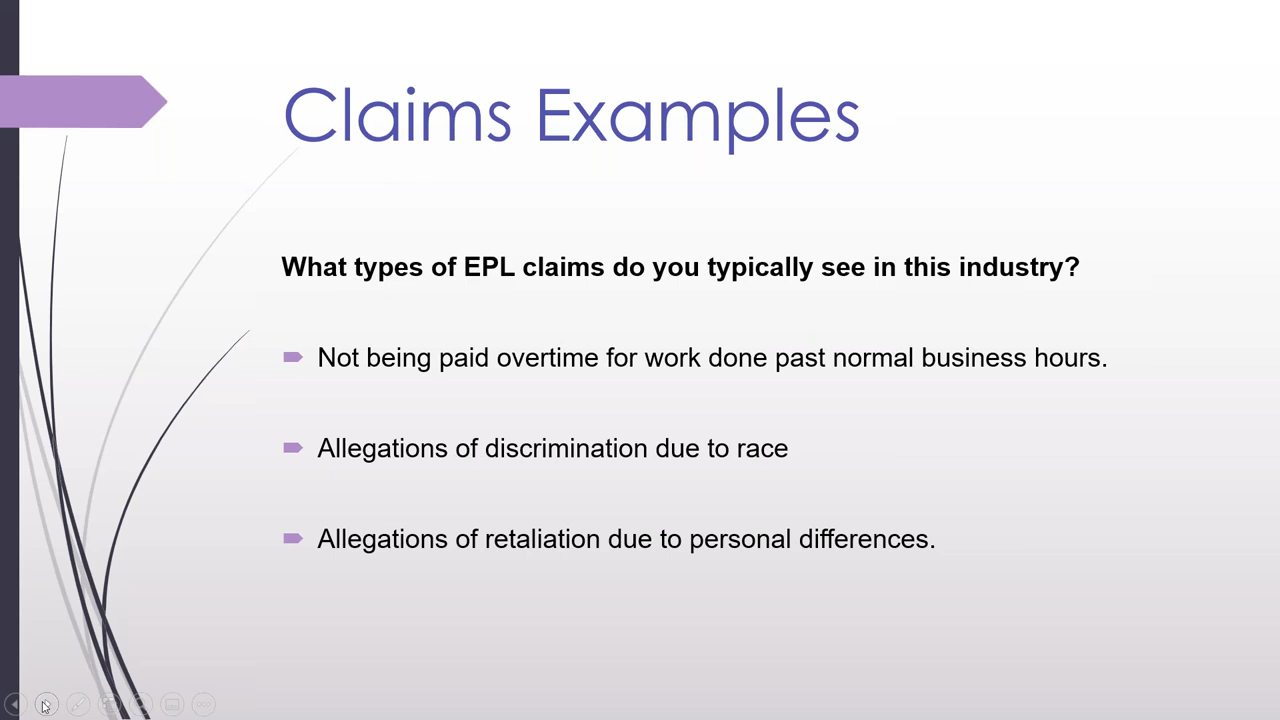 Claims Examples
What types of EPL claims do you typically see in this industry?
Not being paid overtime for work done past normal business hours.
Allegations of discrimination due to race
Allegations of retaliation due to personal differences.